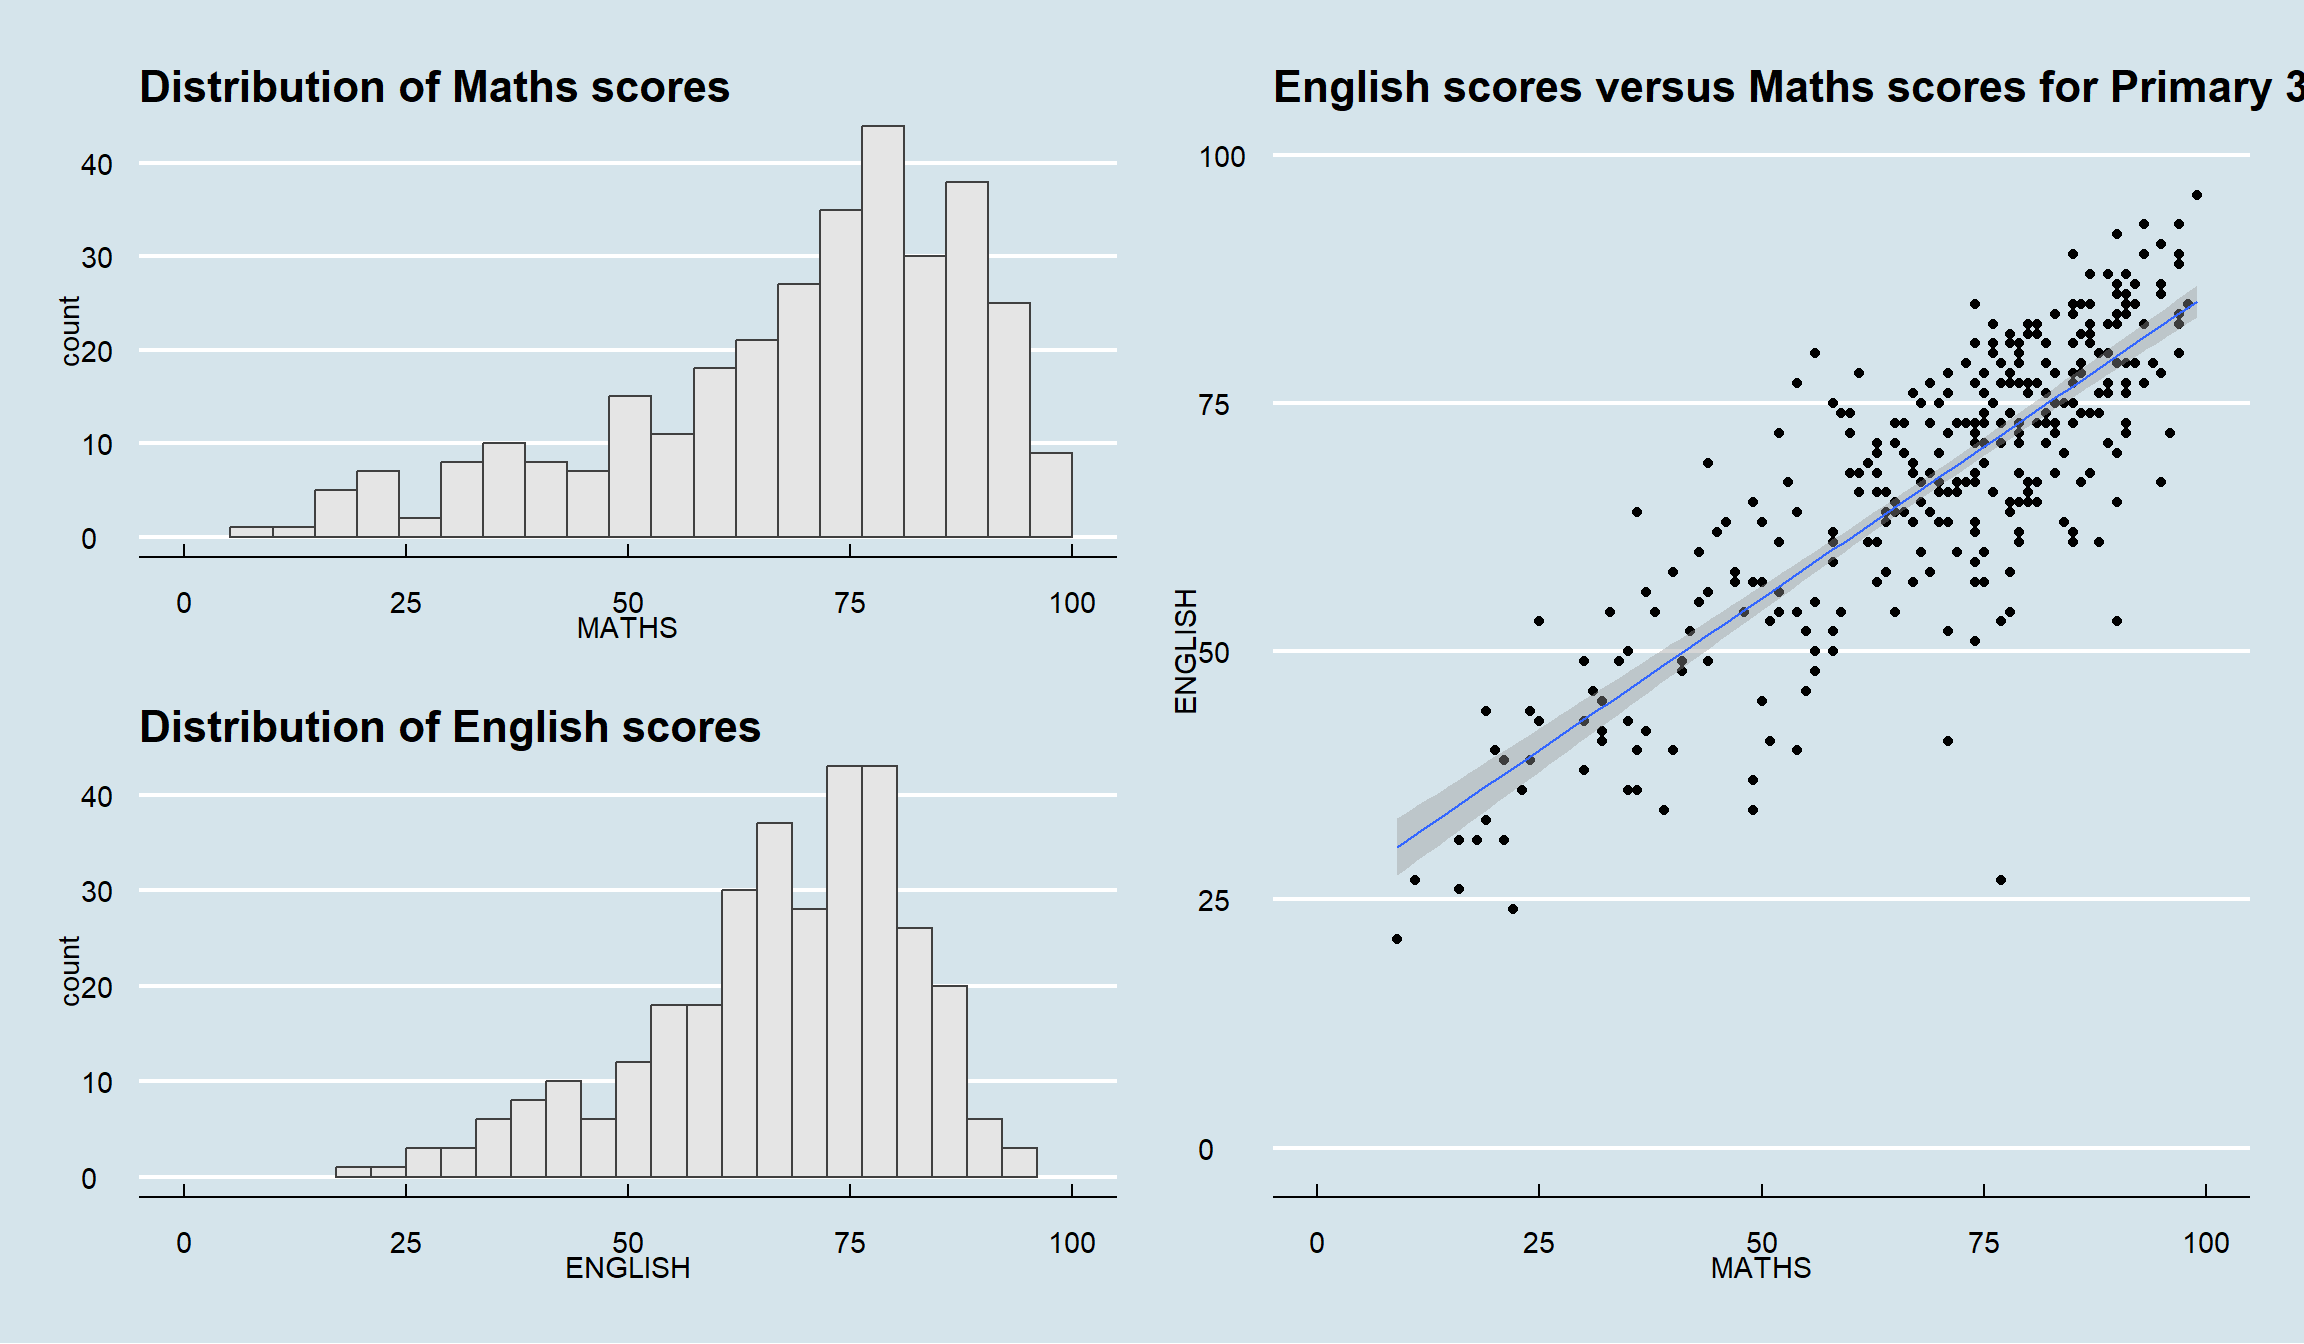 Distribution of Maths scores
40
30
20
10
0
count
0 25 50 75 100
MATHS
Distribution of English scores
40
30
20
10
0
count
0 25 50 75 100
ENGLISH
English scores versus Maths scores for Primary 3
100
75
50
25
0
ENGLISH
0 25 50 75 100
MATHS